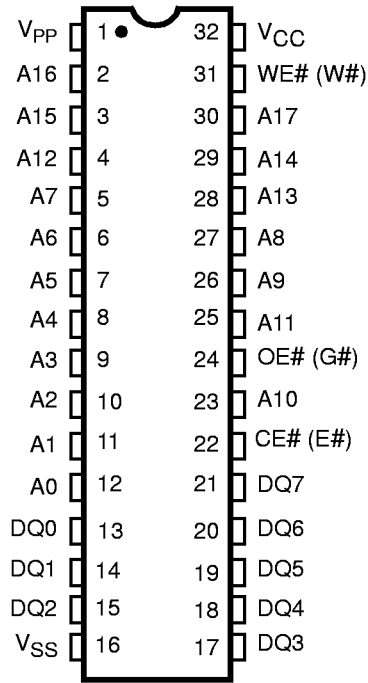 VPP 1 32 VCC
A16 2 31 WE# (W#)
A15 3 30 A17
A12 4 29 A14
A7 5 28 A13
A6 6 27 A8
A5 7 26 A9
A4 8 25 A11
A3 9 24 OE# (G#)
A2 10 23 A10
A1 11 22 CE# (E#)
A0 12 21 DQ7
DQ0 13 20 DQ6
DQ1 14 19 DQ5
DQ2 15 18 DQ4
VSS 16 17 DQ3